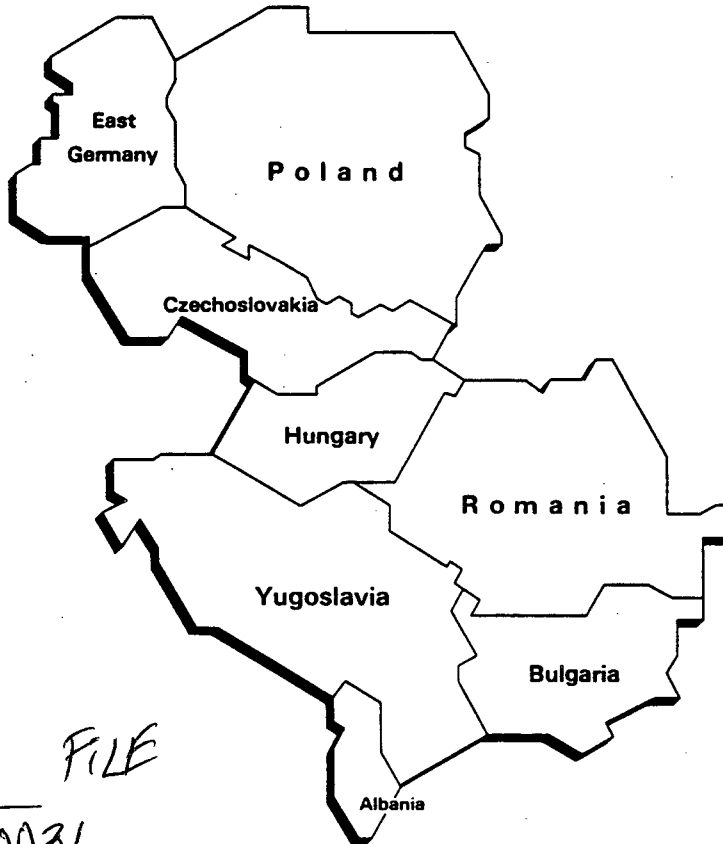 East
Germany
Poland
Czechoslovakia
Hungary
Romania
Yugoslavia
Bulgaria
FILE
Albania